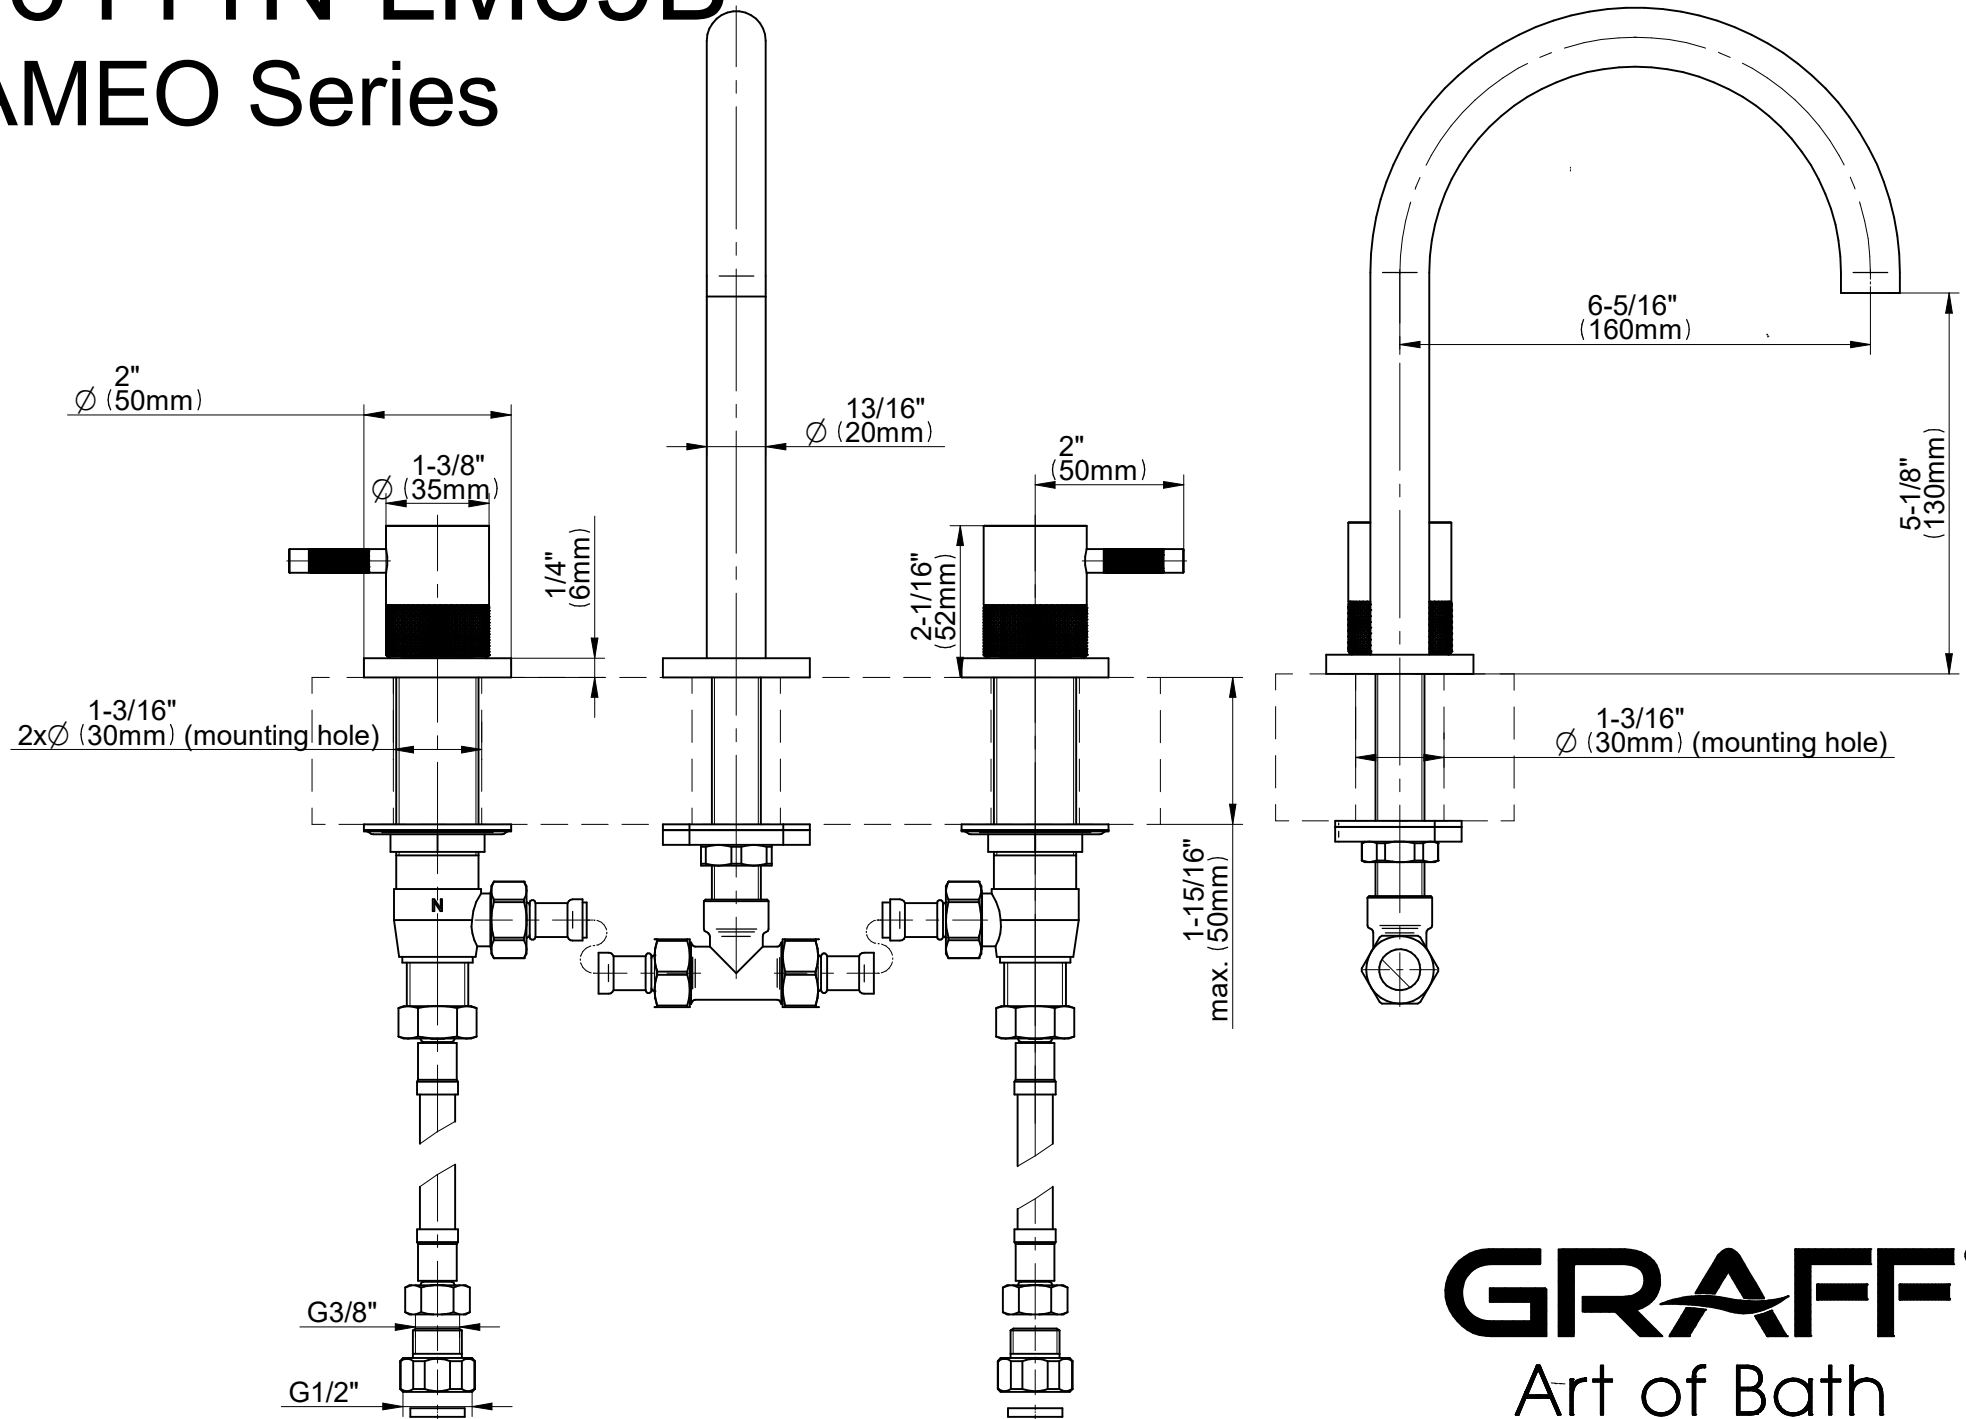 AMEO Series
6-5/16"
(160mm)
2"
Ø (50mm)
13/16"
Ø (20mm)
2"
(50mm)
1-3/8"
Ø (35mm)
5-1/8"
(130mm)
1/4"
(6mm)
2-1/16"
(52mm)
1-3/16"
2xØ (30mm) (mounting hole)
1-3/16"
Ø (30mm) (mounting hole)
1-15/16"
max. (50mm)
N
G3/8"
G1/2"
GRAFF
Art of Bath